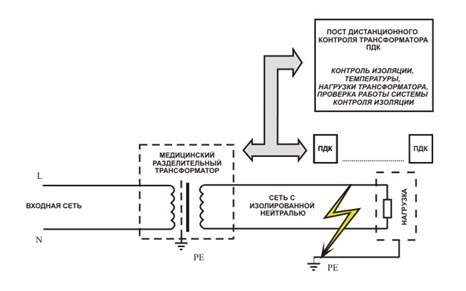 ПОСТ ДИСТАНЦИОННОГО
КОНТРОЛЯ ТРАНСФОРМАТОРА
ПДК
КОНТРОЛЬ ИЗОЛЯЦИИ,
ТЕМПЕРАТУРЫ,
НАГРУЗКИ ТРАНСФОРМАТОРА,
ПРОВЕРКА РАБОТЫ СИСТЕМЫ
КОНТРОЛЯ ИЗОЛЯЦИИ
МЕДИЦИНСКИЙ
РАЗДЕЛИТЕЛЬНЫЙ
ТРАНСФОРМАТОР
ПДК
ПДК
L
ВХОДНАЯ СЕТЬ
N
СЕТЬ С
ИЗОЛИРОВАННОЙ
НЕЙТРАЛЬЮ
НАГРУЗКА
PE
PE